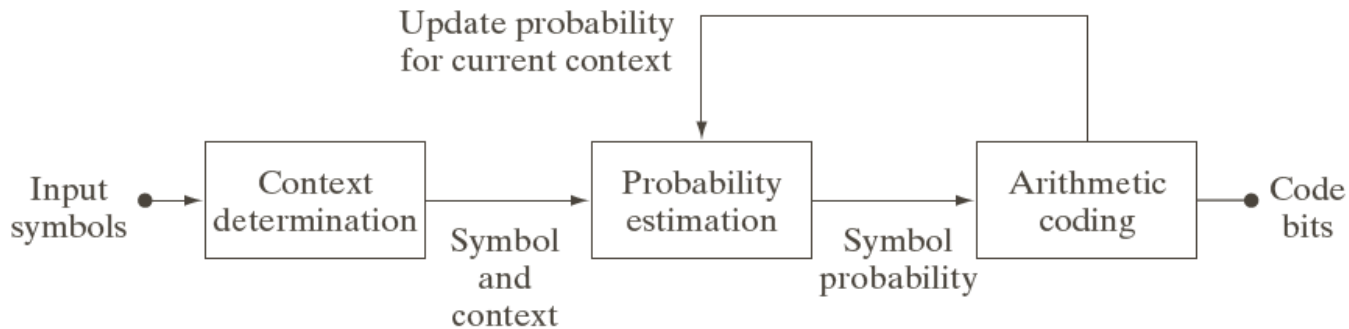 Update probability
for current context
Input
symbols
Context
determination
Symbol
and
context
Probability
estimation
Symbol
probability
Arithmetic
coding
Code
bits